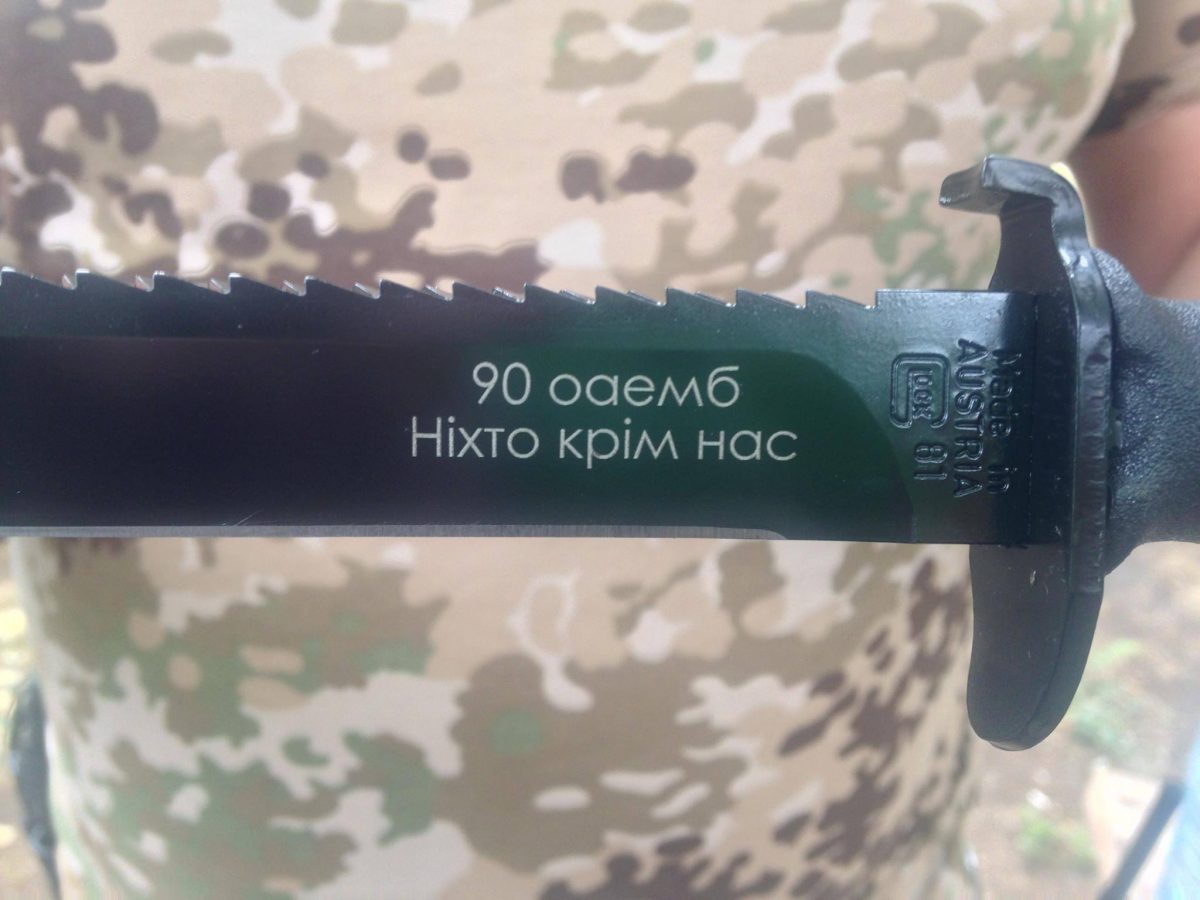 90 оаемб
Ніхто крім нас
GLOCK 81
Made in
AUSTRIA